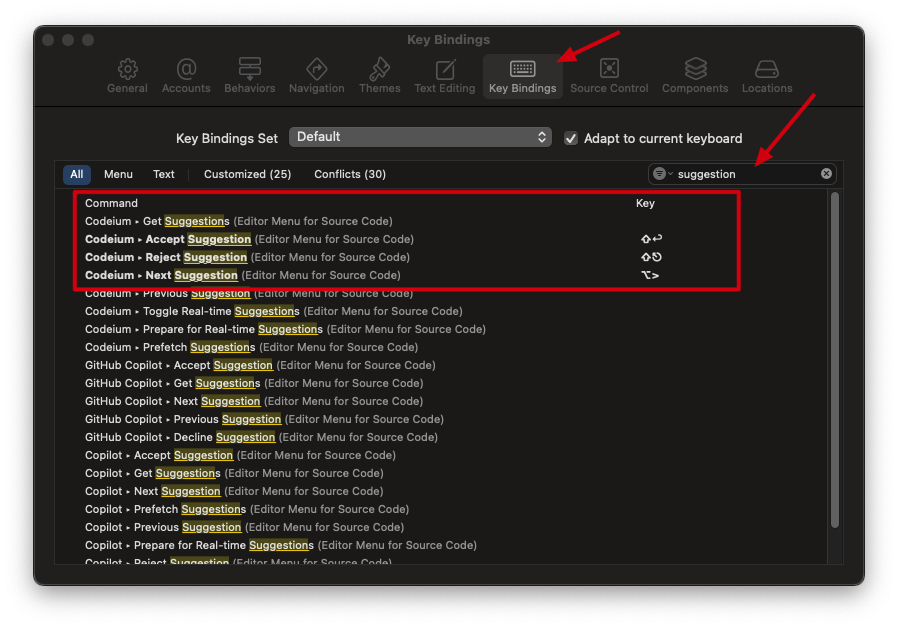 Key Bindings
General Accounts Behaviors Navigation Themes Text Editing Key Bindings Source Control Components Locations
Key Bindings Set Default Adapt to current keyboard
All Menu Text Customized (25) Conflicts (30) suggestion
Command Key
Codeium ▸ Get Suggestions (Editor Menu for Source Code)
Codeium ▸ Accept Suggestion (Editor Menu for Source Code) ⇧↩
Codeium ▸ Reject Suggestion (Editor Menu for Source Code) ⇧⎋
Codeium ▸ Next Suggestion (Editor Menu for Source Code) ⌥>
Codeium ▸ Previous Suggestion (Editor Menu for Source Code)
Codeium ▸ Toggle Real-time Suggestions (Editor Menu for Source Code)
Codeium ▸ Prepare for Real-time Suggestions (Editor Menu for Source Code)
Codeium ▸ Prefetch Suggestions (Editor Menu for Source Code)
GitHub Copilot ▸ Accept Suggestion (Editor Menu for Source Code)
GitHub Copilot ▸ Get Suggestions (Editor Menu for Source Code)
GitHub Copilot ▸ Next Suggestion (Editor Menu for Source Code)
GitHub Copilot ▸ Previous Suggestion (Editor Menu for Source Code)
GitHub Copilot ▸ Decline Suggestion (Editor Menu for Source Code)
Copilot ▸ Accept Suggestion (Editor Menu for Source Code)
Copilot ▸ Get Suggestions (Editor Menu for Source Code)
Copilot ▸ Next Suggestion (Editor Menu for Source Code)
Copilot ▸ Prefetch Suggestions (Editor Menu for Source Code)
Copilot ▸ Previous Suggestion (Editor Menu for Source Code)
Copilot ▸ Prepare for Real-time Suggestions (Editor Menu for Source Code)
Copilot ▸ Reject Suggestion (Editor Menu for Source Code)